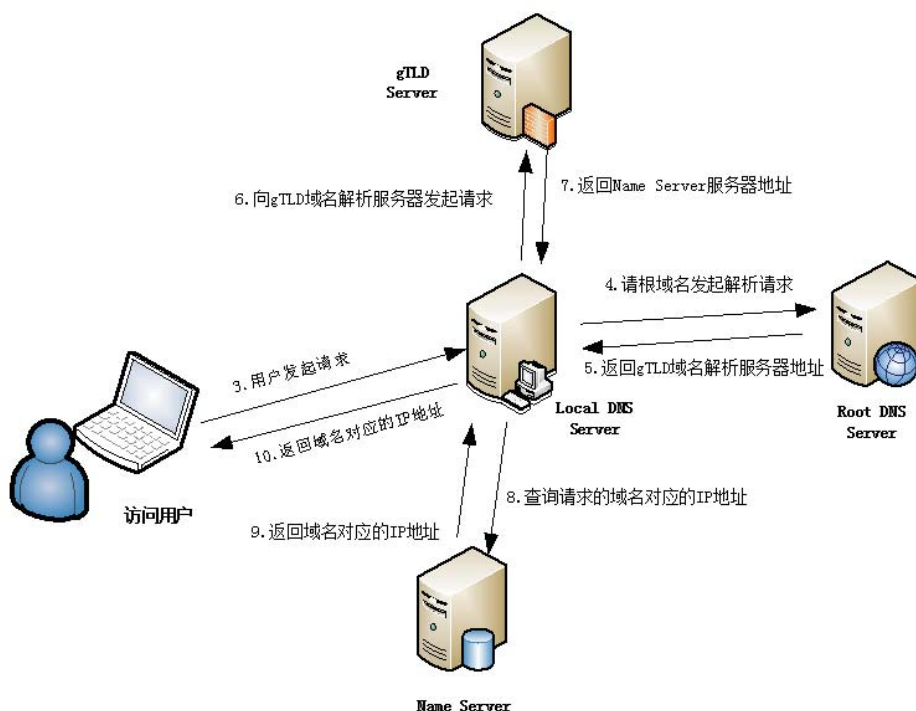 gTLD
Server
6.向gTLD域名解析服务器发起请求
7.返回Name Server服务器地址
4.请根域名发起解析请求
5.返回gTLD域名解析服务器地址
3.用户发起请求
10.返回域名对应的IP地址
Local DNS
Server
Root DNS
Server
访问用户
8.查询请求的域名对应的IP地址
9.返回域名对应的IP地址
Name Server